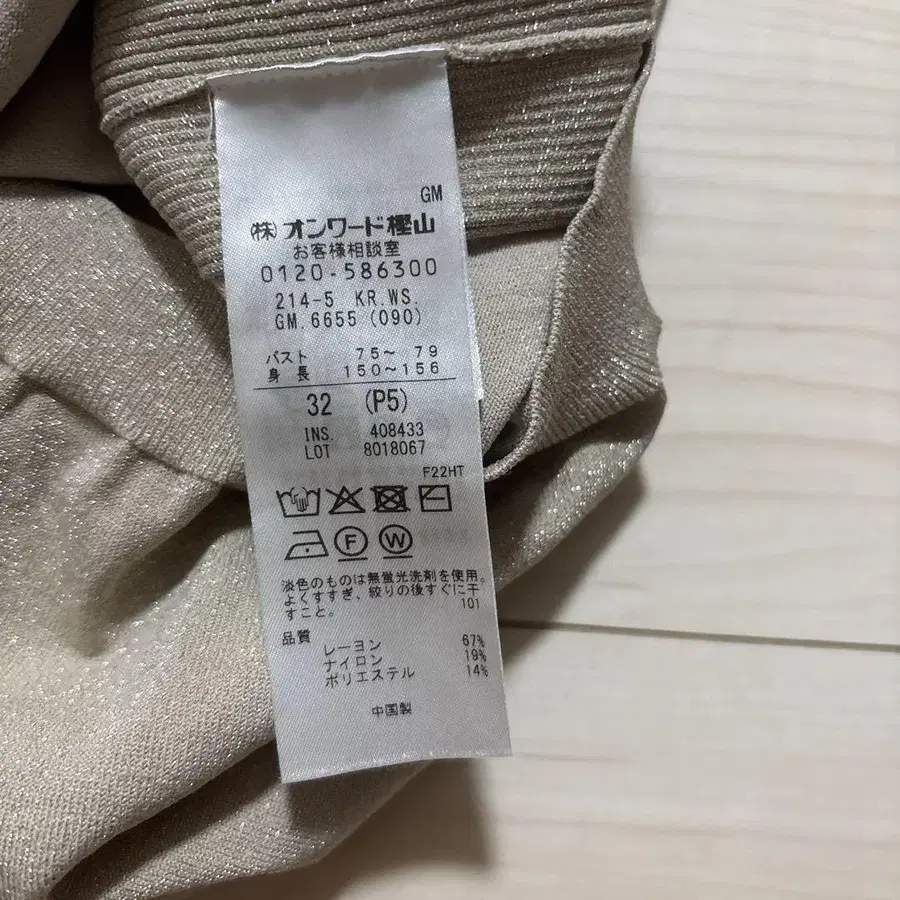 GM
(株)オンワード樫山
お客様相談室
0120-586300
214-5 KR.WS.
GM.6655 (090)
バスト 75〜 79
身長 150〜156
32 (P5)
INS. 408433
LOT 8018067
F22HT
F W
淡色のものは無蛍光洗剤を使用。
よくすすぎ、絞りの後すぐに干
すこと。 101
品質
レーヨン 67%
ナイロン 19%
ポリエステル 14%
中国製